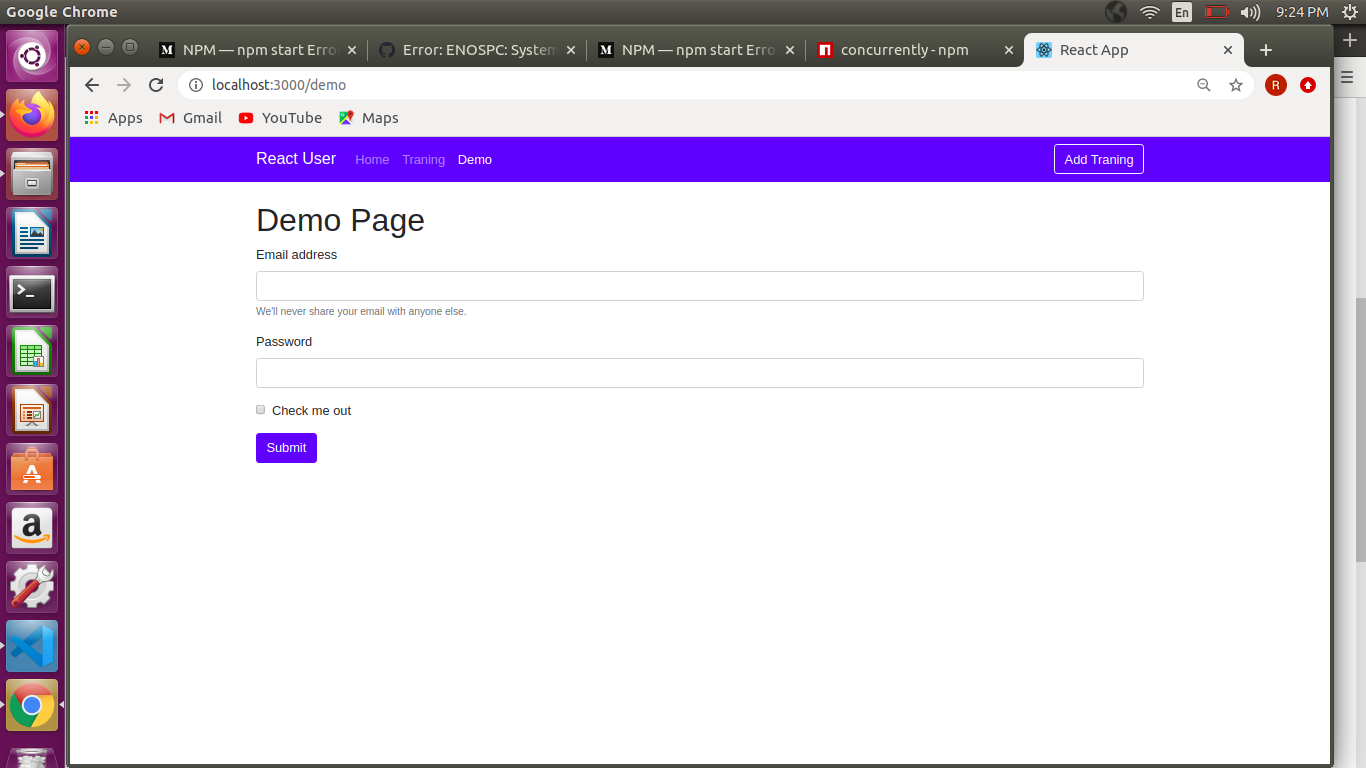 Google Chrome
En
9:24 PM
NPM — npm start Erro
Error: ENOSPC: System
NPM — npm start Erro
concurrently - npm
React App
localhost:3000/demo
R
Apps
Gmail
YouTube
Maps
React User
Home
Traning
Demo
Add Traning
Demo Page
Email address
We'll never share your email with anyone else.
Password
Check me out
Submit